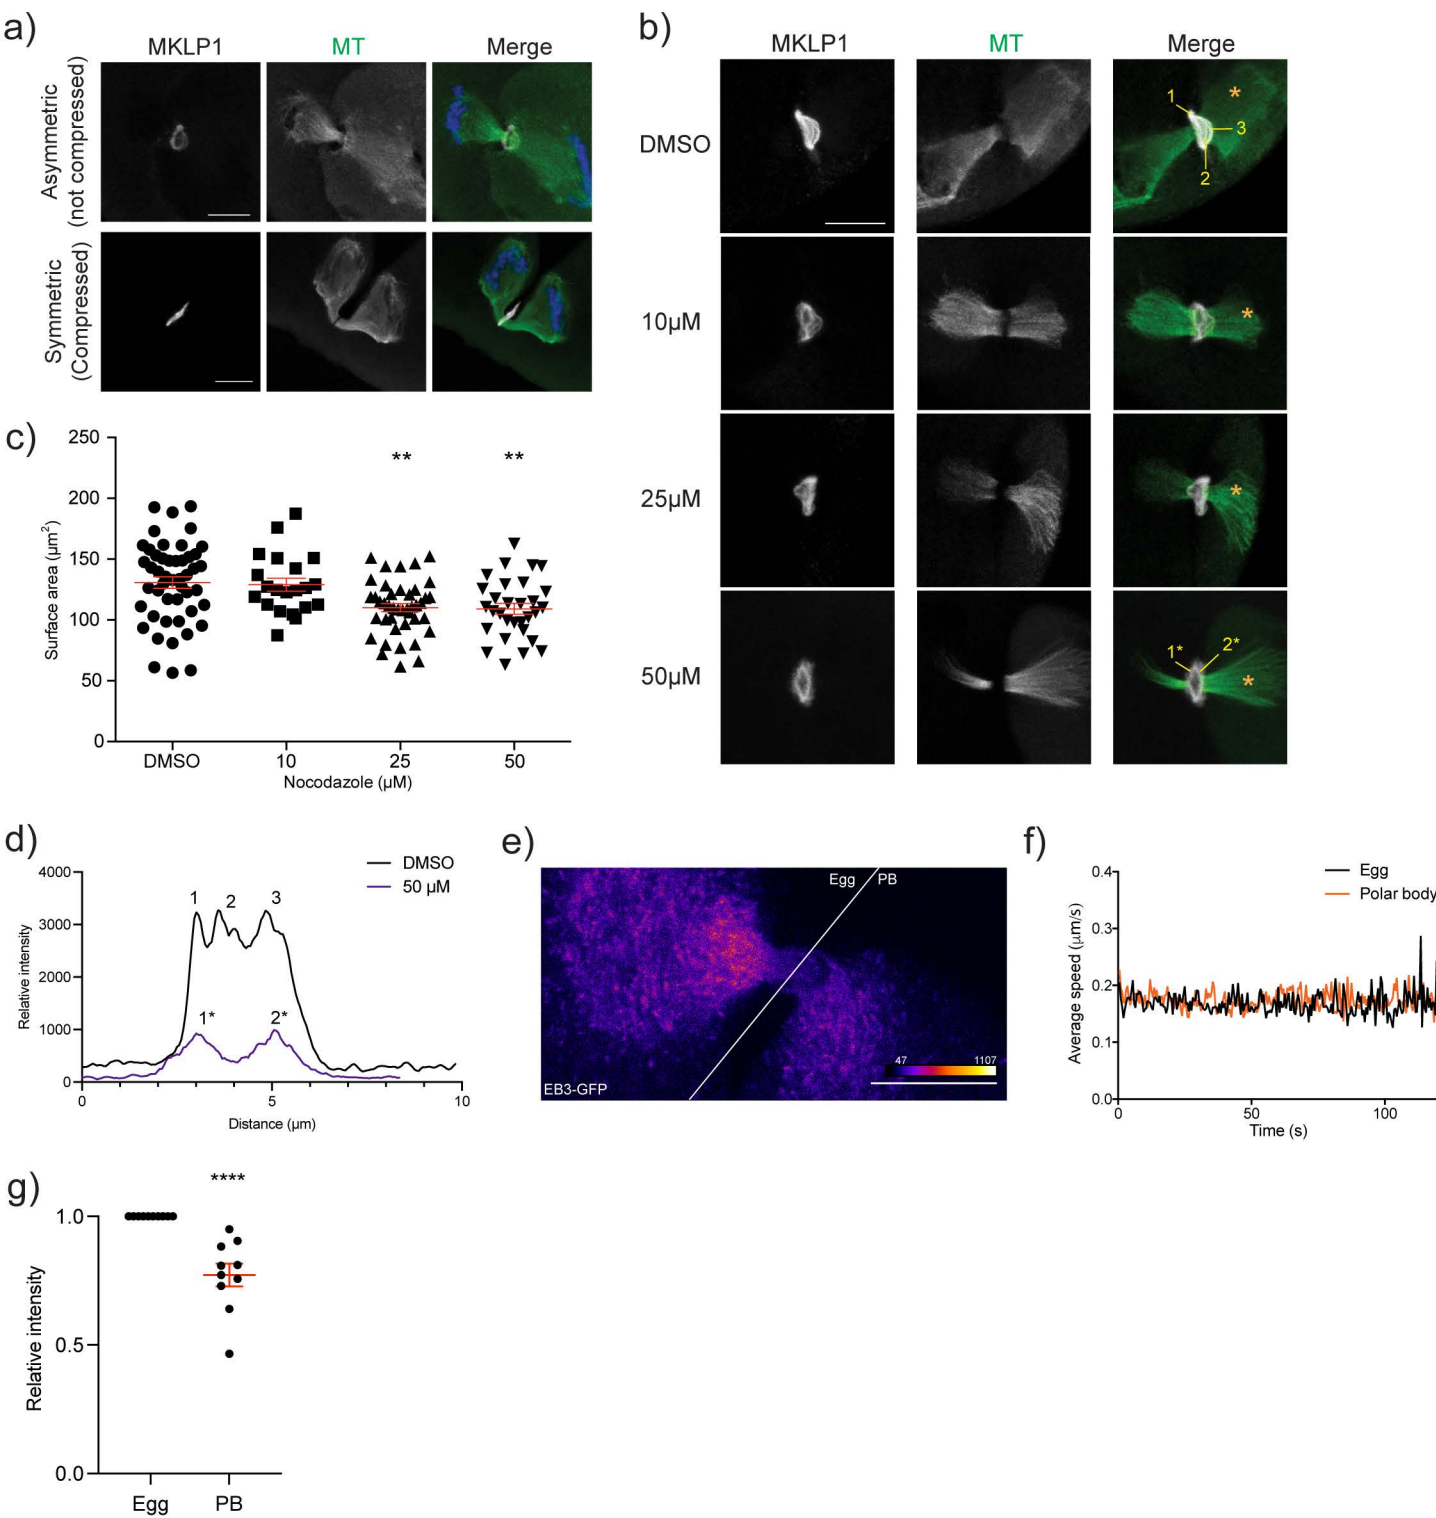 a)
MKLP1 MT Merge
Asymmetric
(not compressed)
Symmetric
(Compressed)
b)
MKLP1 MT Merge
DMSO
1
*
3
2
10µM
*
25µM
*
50µM
1*
2*
*
c)
250
200
150
100
50
0
Surface area (µm²)
** **
DMSO 10 25 50
Nocodazole (µM)
d)
4000
3000
2000
1000
0
Relative intensity
DMSO
50 µM
1 2 3
1* 2*
0 5 10
Distance (µm)
e)
Egg PB
47 1107
EB3-GFP
f)
0.4
0.3
0.2
0.1
0.0
Average speed (µm/s)
Egg
Polar body
0 50 100
Time (s)
g)
****
1.0
0.5
0.0
Relative intensity
Egg PB